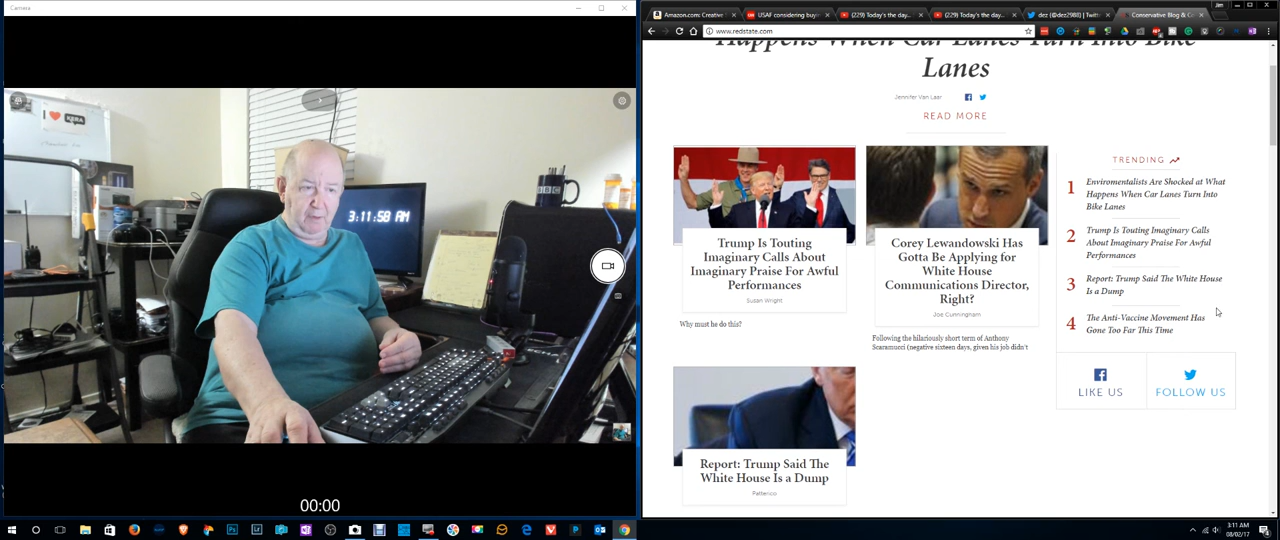 Camera
I ♥ KERA
BBC
3:11:58 AM
00:00
Jim
Amazon.com: Creative
USAF considering buyi
(229) Today's the day...
(229) Today's the day...
dez (@dez2988) | Twitt
Conservative Blog & Co
www.redstate.com
Happens When Car Lanes Turn Into Bike
Lanes
Jennifer Van Laar
READ MORE
Trump Is Touting
Imaginary Calls About
Imaginary Praise For Awful
Performances
Susan Wright
Why must he do this?
Corey Lewandowski Has
Gotta Be Applying for
White House
Communications Director,
Right?
Joe Cunningham
Following the hilariously short term of Anthony
Scaramucci (negative sixteen days, given his job didn't
Report: Trump Said The
White House Is a Dump
Patterico
TRENDING
1 Enviromentalists Are Shocked at What
Happens When Car Lanes Turn Into
Bike Lanes
2 Trump Is Touting Imaginary Calls
About Imaginary Praise For Awful
Performances
3 Report: Trump Said The White House
Is a Dump
4 The Anti-Vaccine Movement Has
Gone Too Far This Time
LIKE US
FOLLOW US
3:11 AM
08/02/17